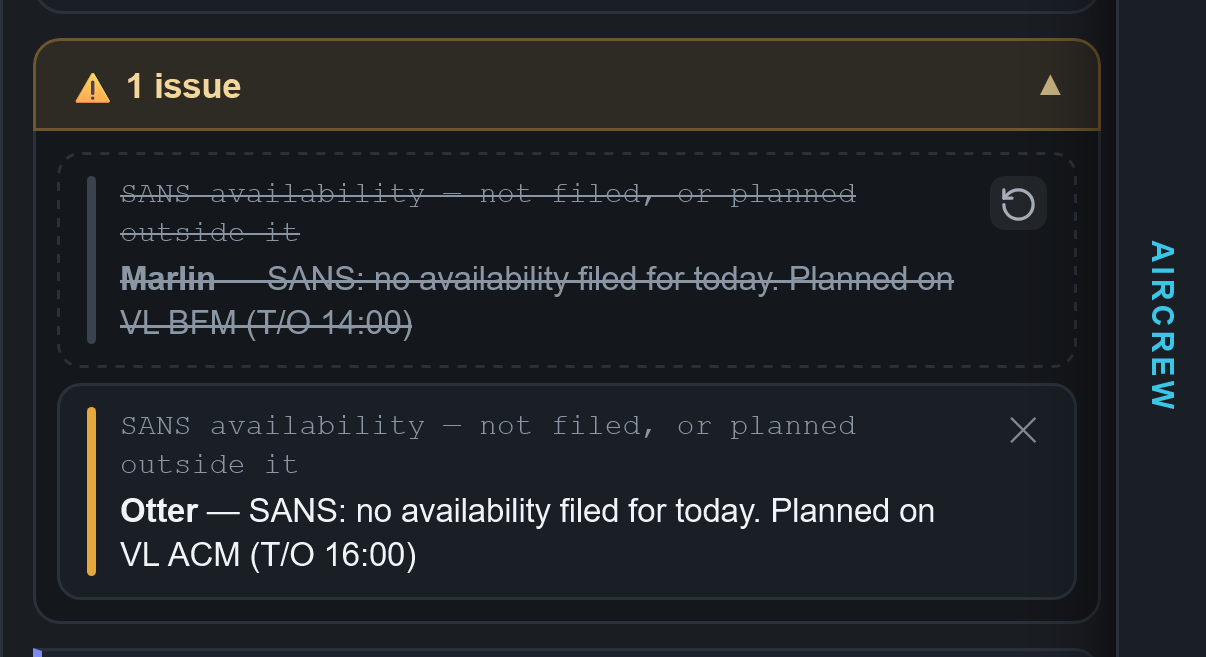 1 issue
SANS availability — not filed, or planned
outside it
Marlin — SANS: no availability filed for today. Planned on
VL BFM (T/O 14:00)
SANS availability — not filed, or planned
outside it
Otter — SANS: no availability filed for today. Planned on
VL ACM (T/O 16:00)
AIRCREW